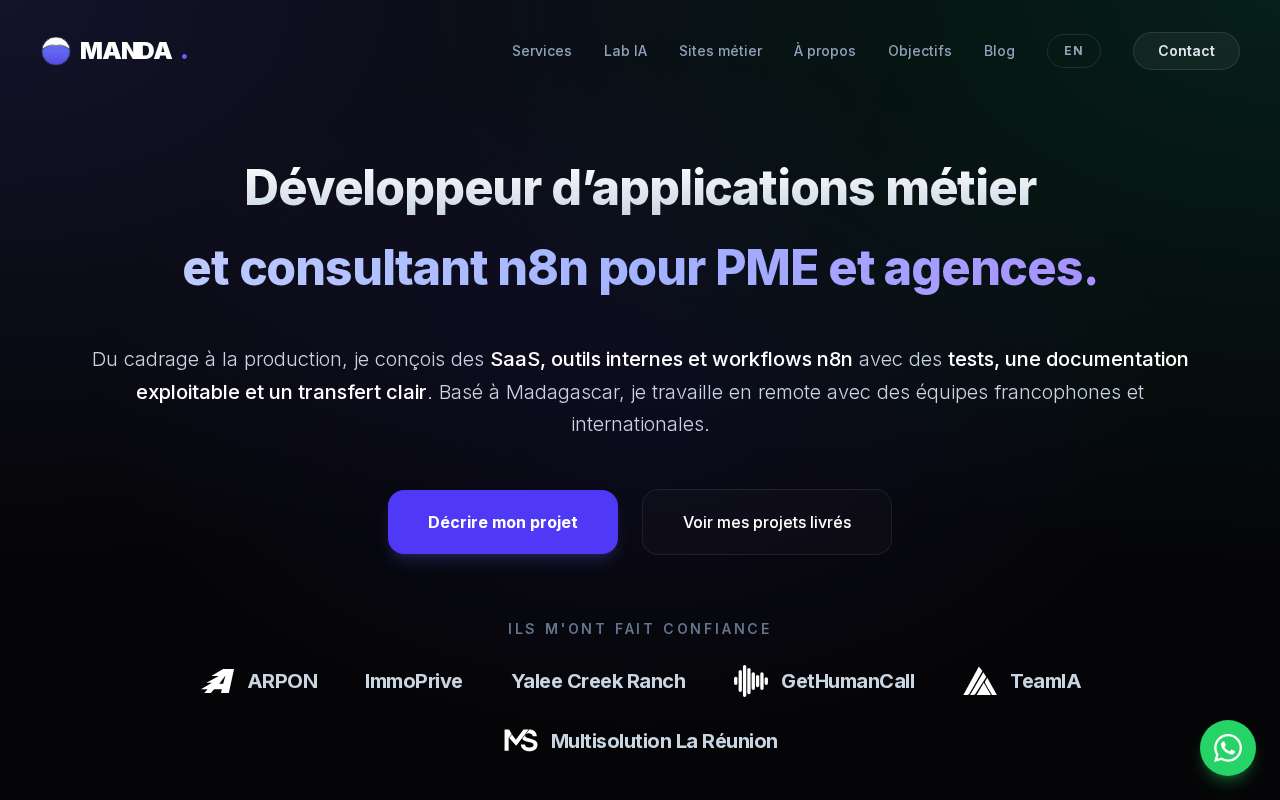 MANDA.
Services
Lab IA
Sites métier
À propos
Objectifs
Blog
EN
Contact
Développeur d’applications métier
et consultant n8n pour PME et agences.
Du cadrage à la production, je conçois des SaaS, outils internes et workflows n8n avec des tests, une documentation
exploitable et un transfert clair. Basé à Madagascar, je travaille en remote avec des équipes francophones et
internationales.
Décrire mon projet
Voir mes projets livrés
ILS M'ONT FAIT CONFIANCE
ARPON
ImmoPrive
Yalee Creek Ranch
GetHumanCall
TeamIA
Multisolution La Réunion